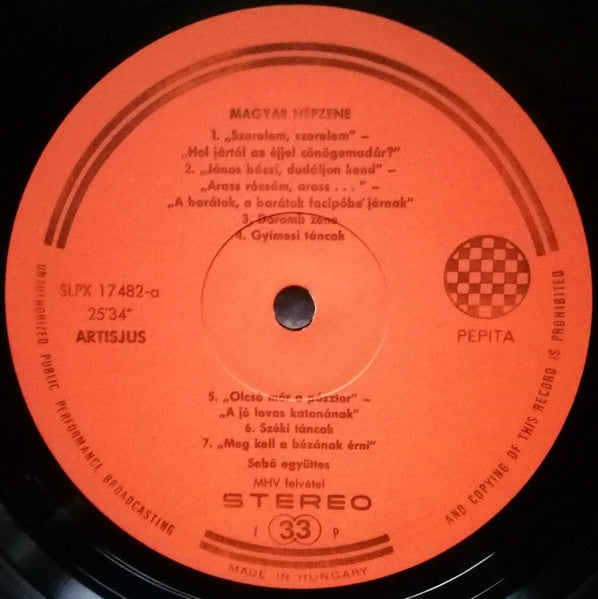 MAGYAR NÉPZENE
1. „Szerelem, szerelem” –
„Hol jártál az éjjel cönögemadár?”
2. „János bácsi, dudáljon kend” –
„Arass rózsám, arass . . .” –
„A barátok, a barátok facipőbe’ járnak”
3. Doromb zene
4. Gyimesi táncok
SLPX 17482-a
25'34"
ARTISJUS
PEPITA
5. „Olcsó már a pásztor” –
„A jó lovas katonának”
6. Széki táncok
7. „Meg kell a búzának érni”
Sebő együttes
MHV felvétel
STEREO
I 33 P
MADE IN HUNGARY
UNAUTHORIZED PUBLIC PERFORMANCE BROADCASTING
AND COPYING OF THIS RECORD IS PROHIBITED